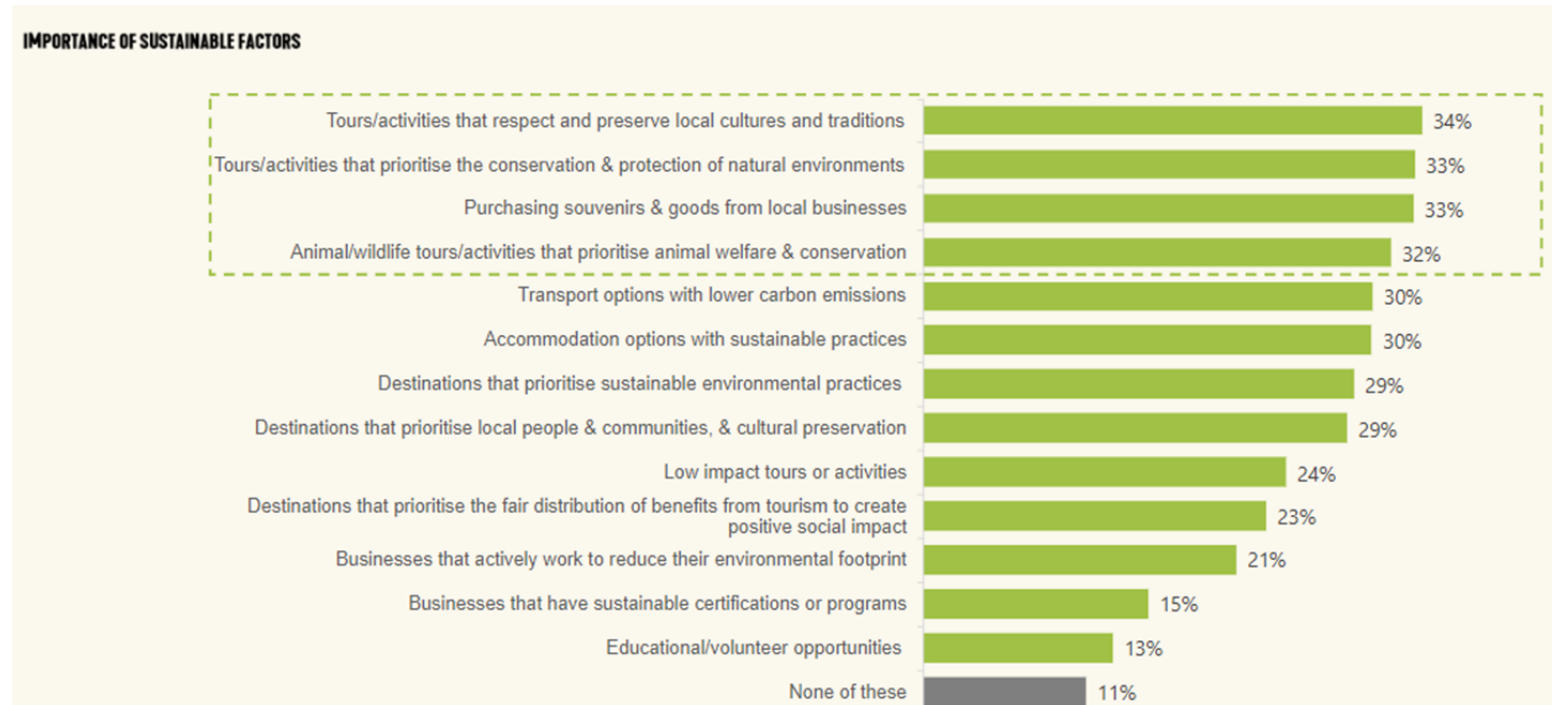 IMPORTANCE OF SUSTAINABLE FACTORS
Tours/activities that respect and preserve local cultures and traditions 34%
Tours/activities that prioritise the conservation & protection of natural environments 33%
Purchasing souvenirs & goods from local businesses 33%
Animal/wildlife tours/activities that prioritise animal welfare & conservation 32%
Transport options with lower carbon emissions 30%
Accommodation options with sustainable practices 30%
Destinations that prioritise sustainable environmental practices 29%
Destinations that prioritise local people & communities, & cultural preservation 29%
Low impact tours or activities 24%
Destinations that prioritise the fair distribution of benefits from tourism to create
positive social impact 23%
Businesses that actively work to reduce their environmental footprint 21%
Businesses that have sustainable certifications or programs 15%
Educational/volunteer opportunities 13%
None of these 11%